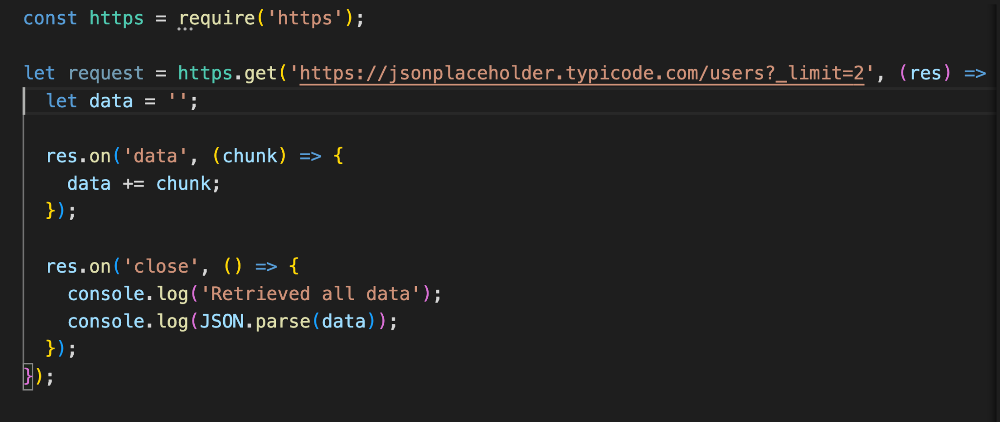 const https = require('https');

let request = https.get('https://jsonplaceholder.typicode.com/users?_limit=2', (res) =>
  let data = '';

  res.on('data', (chunk) => {
    data += chunk;
  });

  res.on('close', () => {
    console.log('Retrieved all data');
    console.log(JSON.parse(data));
  });
});